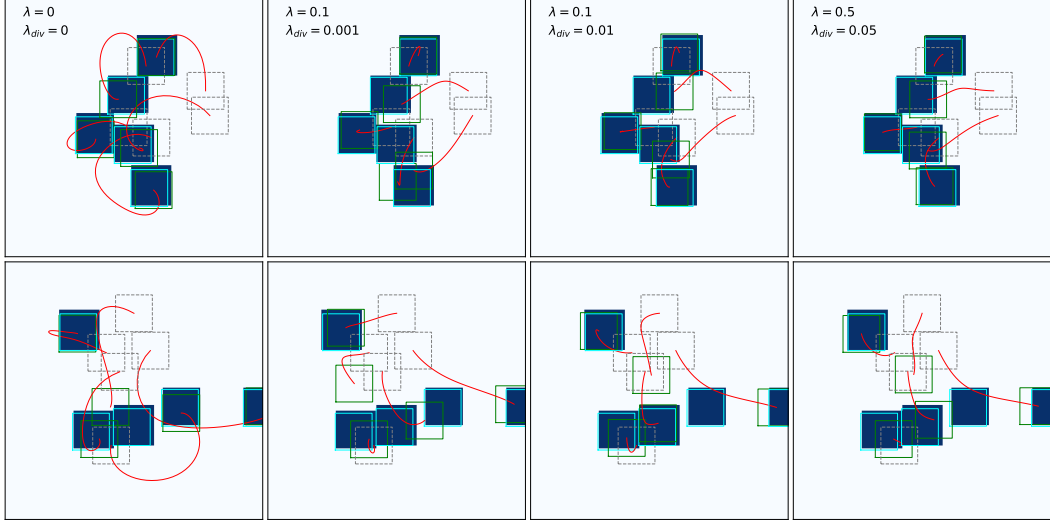 λ = 0
λ_div = 0
λ = 0.1
λ_div = 0.001
λ = 0.1
λ_div = 0.01
λ = 0.5
λ_div = 0.05